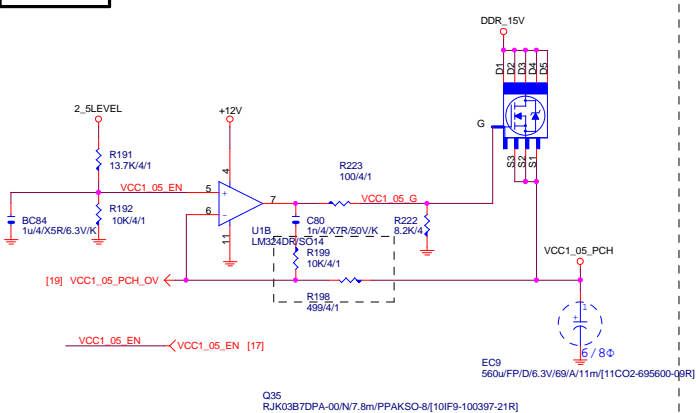 DDR_15V
D1
D2
D3
D4
D5
G
S3
S2
S1
2_5LEVEL
+12V
R191
13.7K/4/1
VCC1_05_EN
R192
10K/4/1
BC84
1u/4/X5R/6.3V/K
4
5
+
6
-
7
11
U1B
LM324DR/SO14
R223
100/4/1
VCC1_05_G
C80
1n/4/X7R/50V/K
R222
8.2K/4
R199
10K/4/1
[19] VCC1_05_PCH_OV
R198
499/4/1
VCC1_05_PCH
1
+
6/8Φ
EC9
560u/FP/D/6.3V/69/A/11m/[11CO2-695600-09R]
VCC1_05_EN
VCC1_05_EN [17]
Q35
RJK03B7DPA-00/N/7.8m/PPAKSO-8/[10IF9-100397-21R]